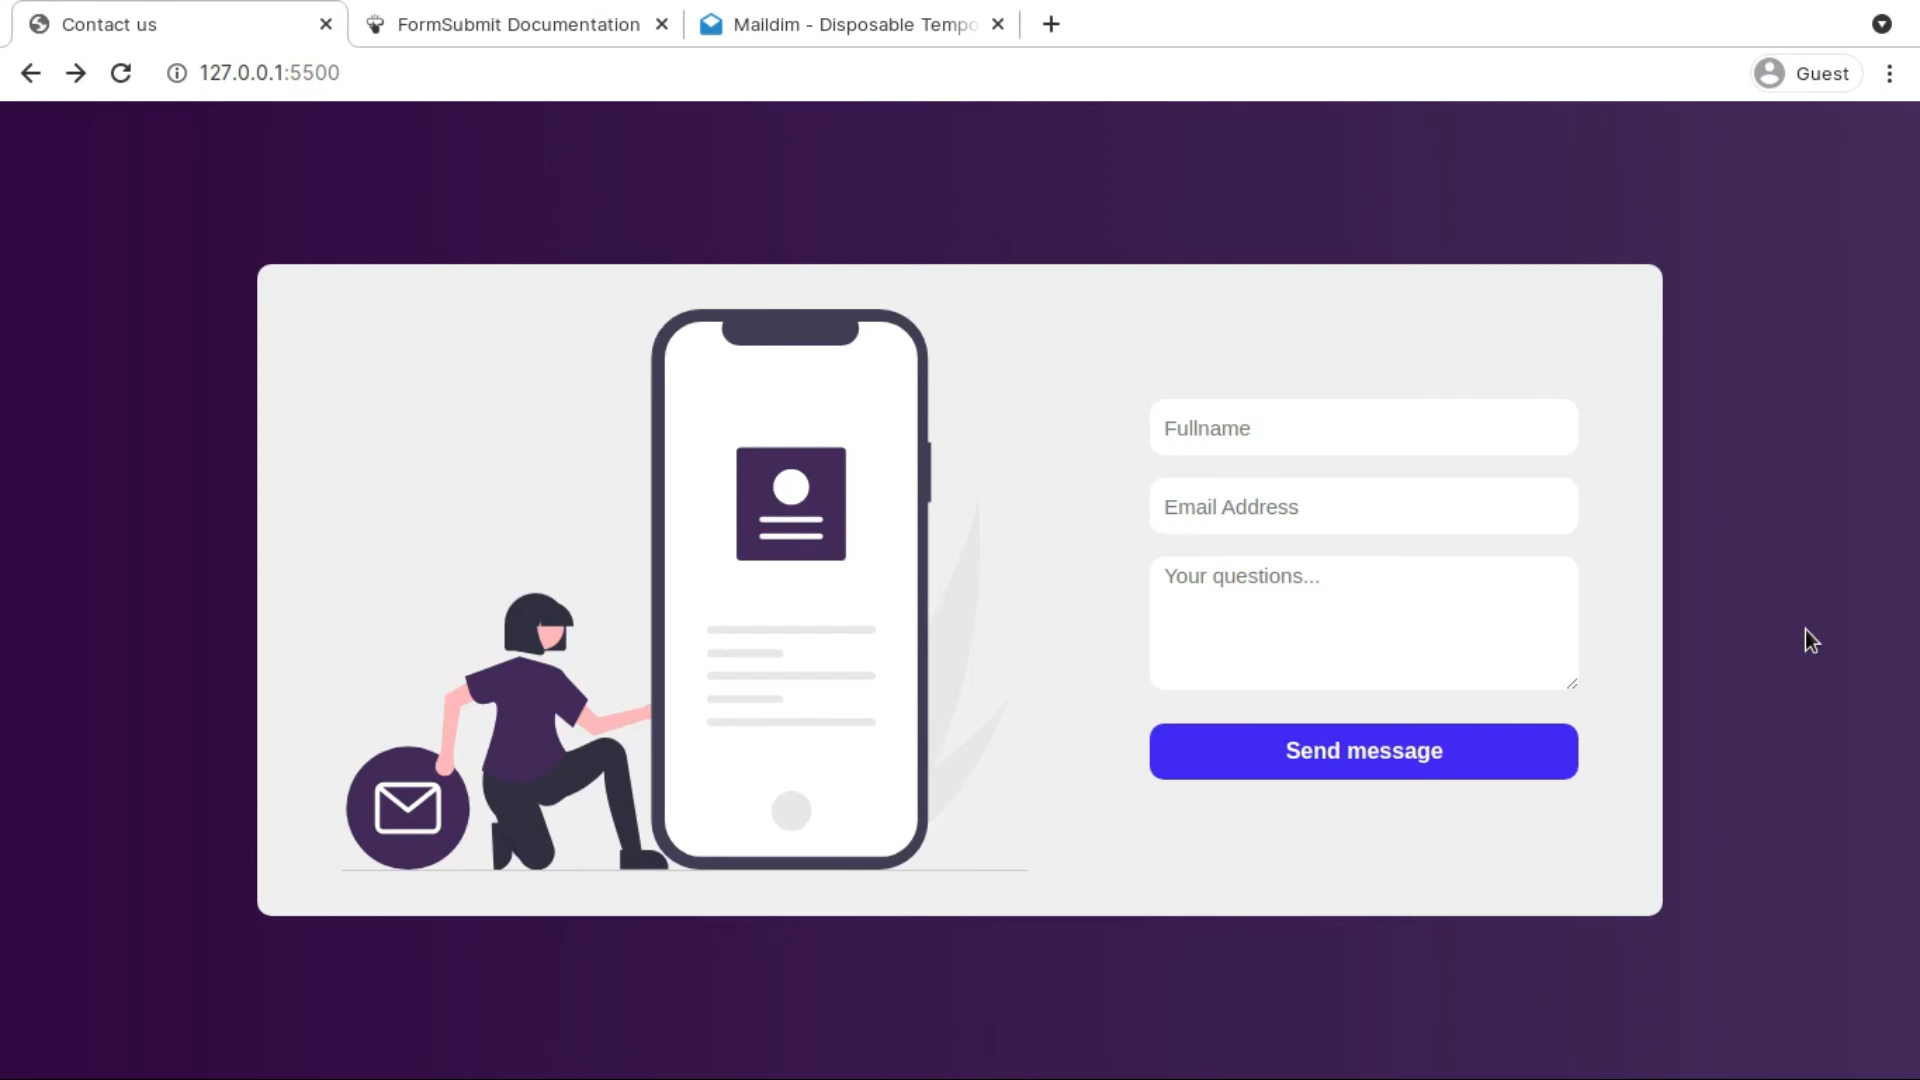 Contact us
FormSubmit Documentation
Maildim - Disposable Tempo
127.0.0.1:5500
Guest
Fullname
Email Address
Your questions...
Send message